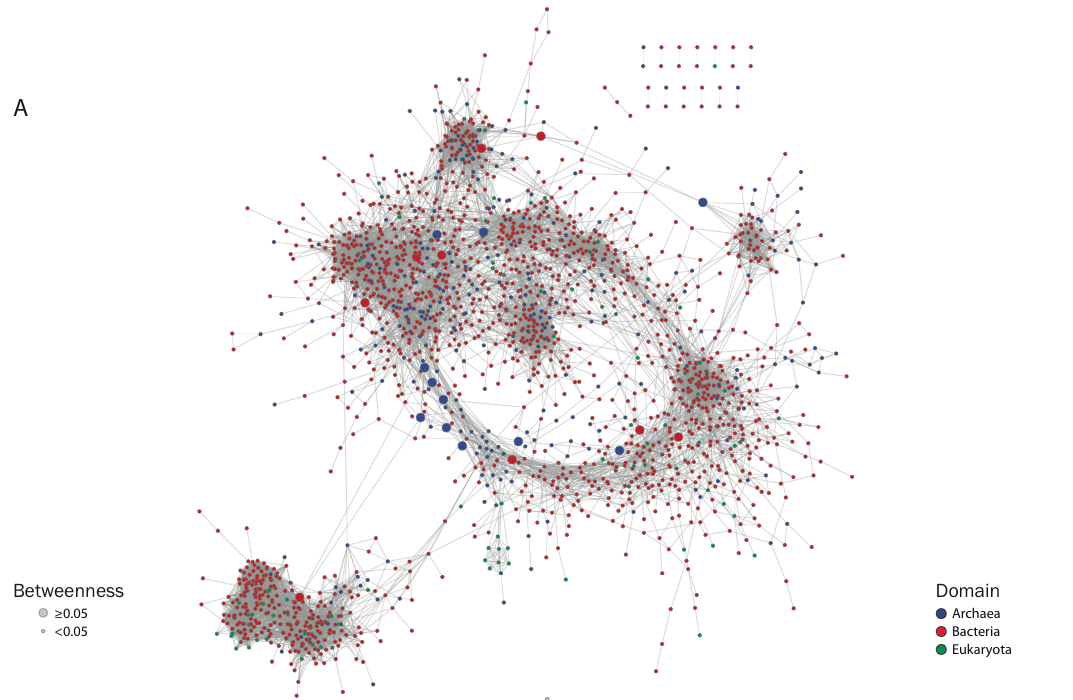 A
Betweenness
≥0.05
<0.05
Domain
Archaea
Bacteria
Eukaryota